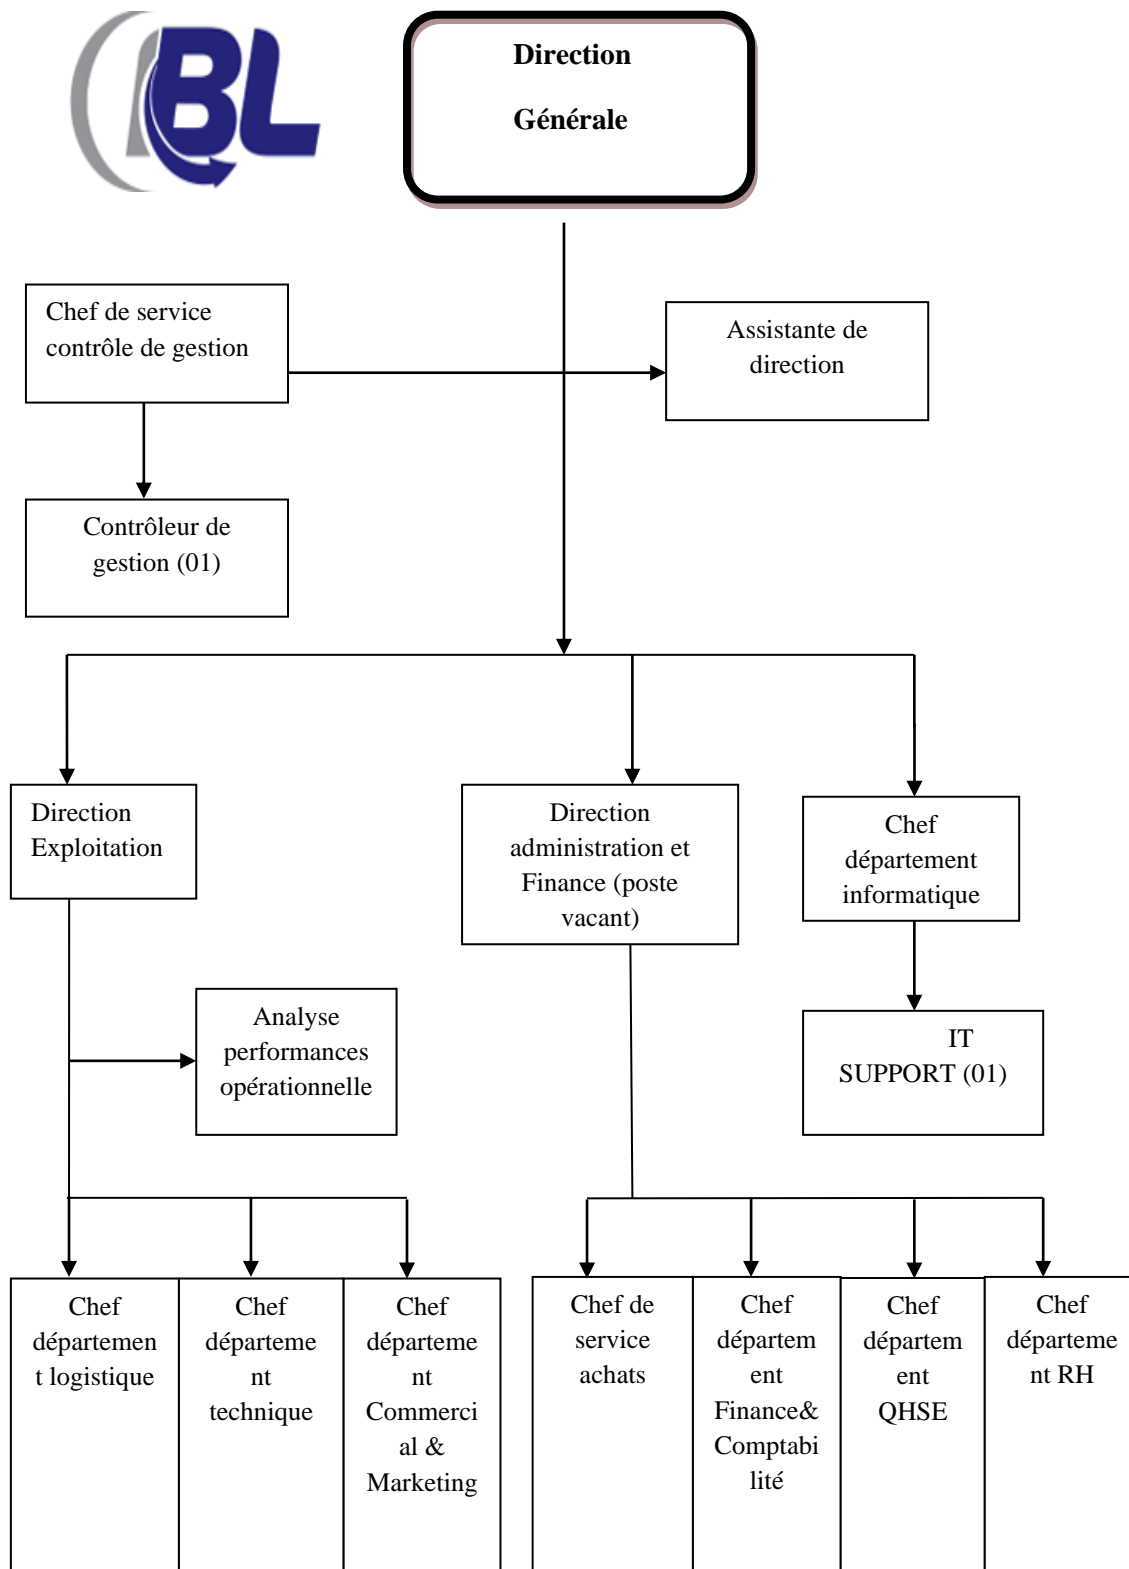 BL
Direction
Générale
Chef de service
contrôle de gestion
Assistante de
direction
Contrôleur de
gestion (01)
Direction
Exploitation
Direction
administration et
Finance (poste
vacant)
Chef
département
informatique
Analyse
performances
opérationnelle
IT
SUPPORT (01)
Chef
départemen
t logistique
Chef
départeme
nt
technique
Chef
départeme
nt
Commerci
al &
Marketing
Chef de
service
achats
Chef
départem
ent
Finance&
Comptabi
lité
Chef
départem
ent
QHSE
Chef
départeme
nt RH